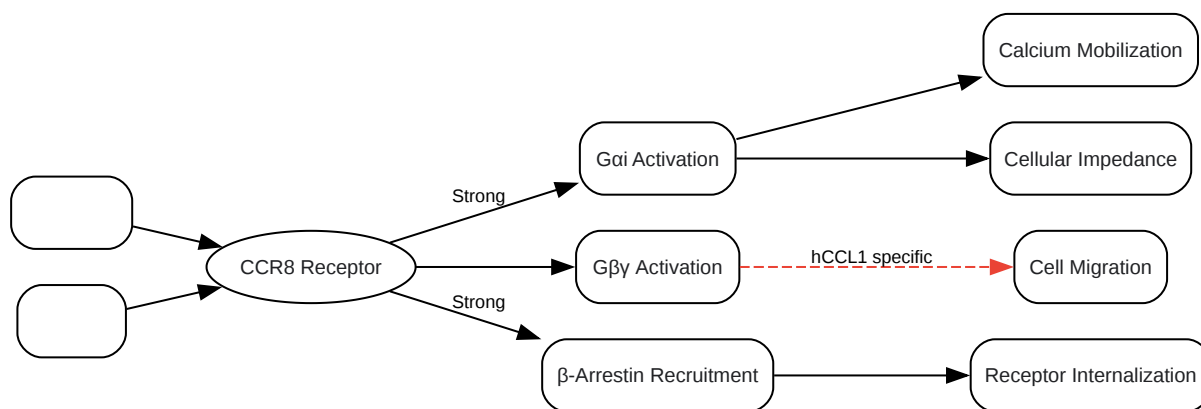 Calcium Mobilization
Gαi Activation
Cellular Impedance
Strong
CCR8 Receptor
Gβγ Activation
hCCL1 specific
Cell Migration
Strong
β-Arrestin Recruitment
Receptor Internalization